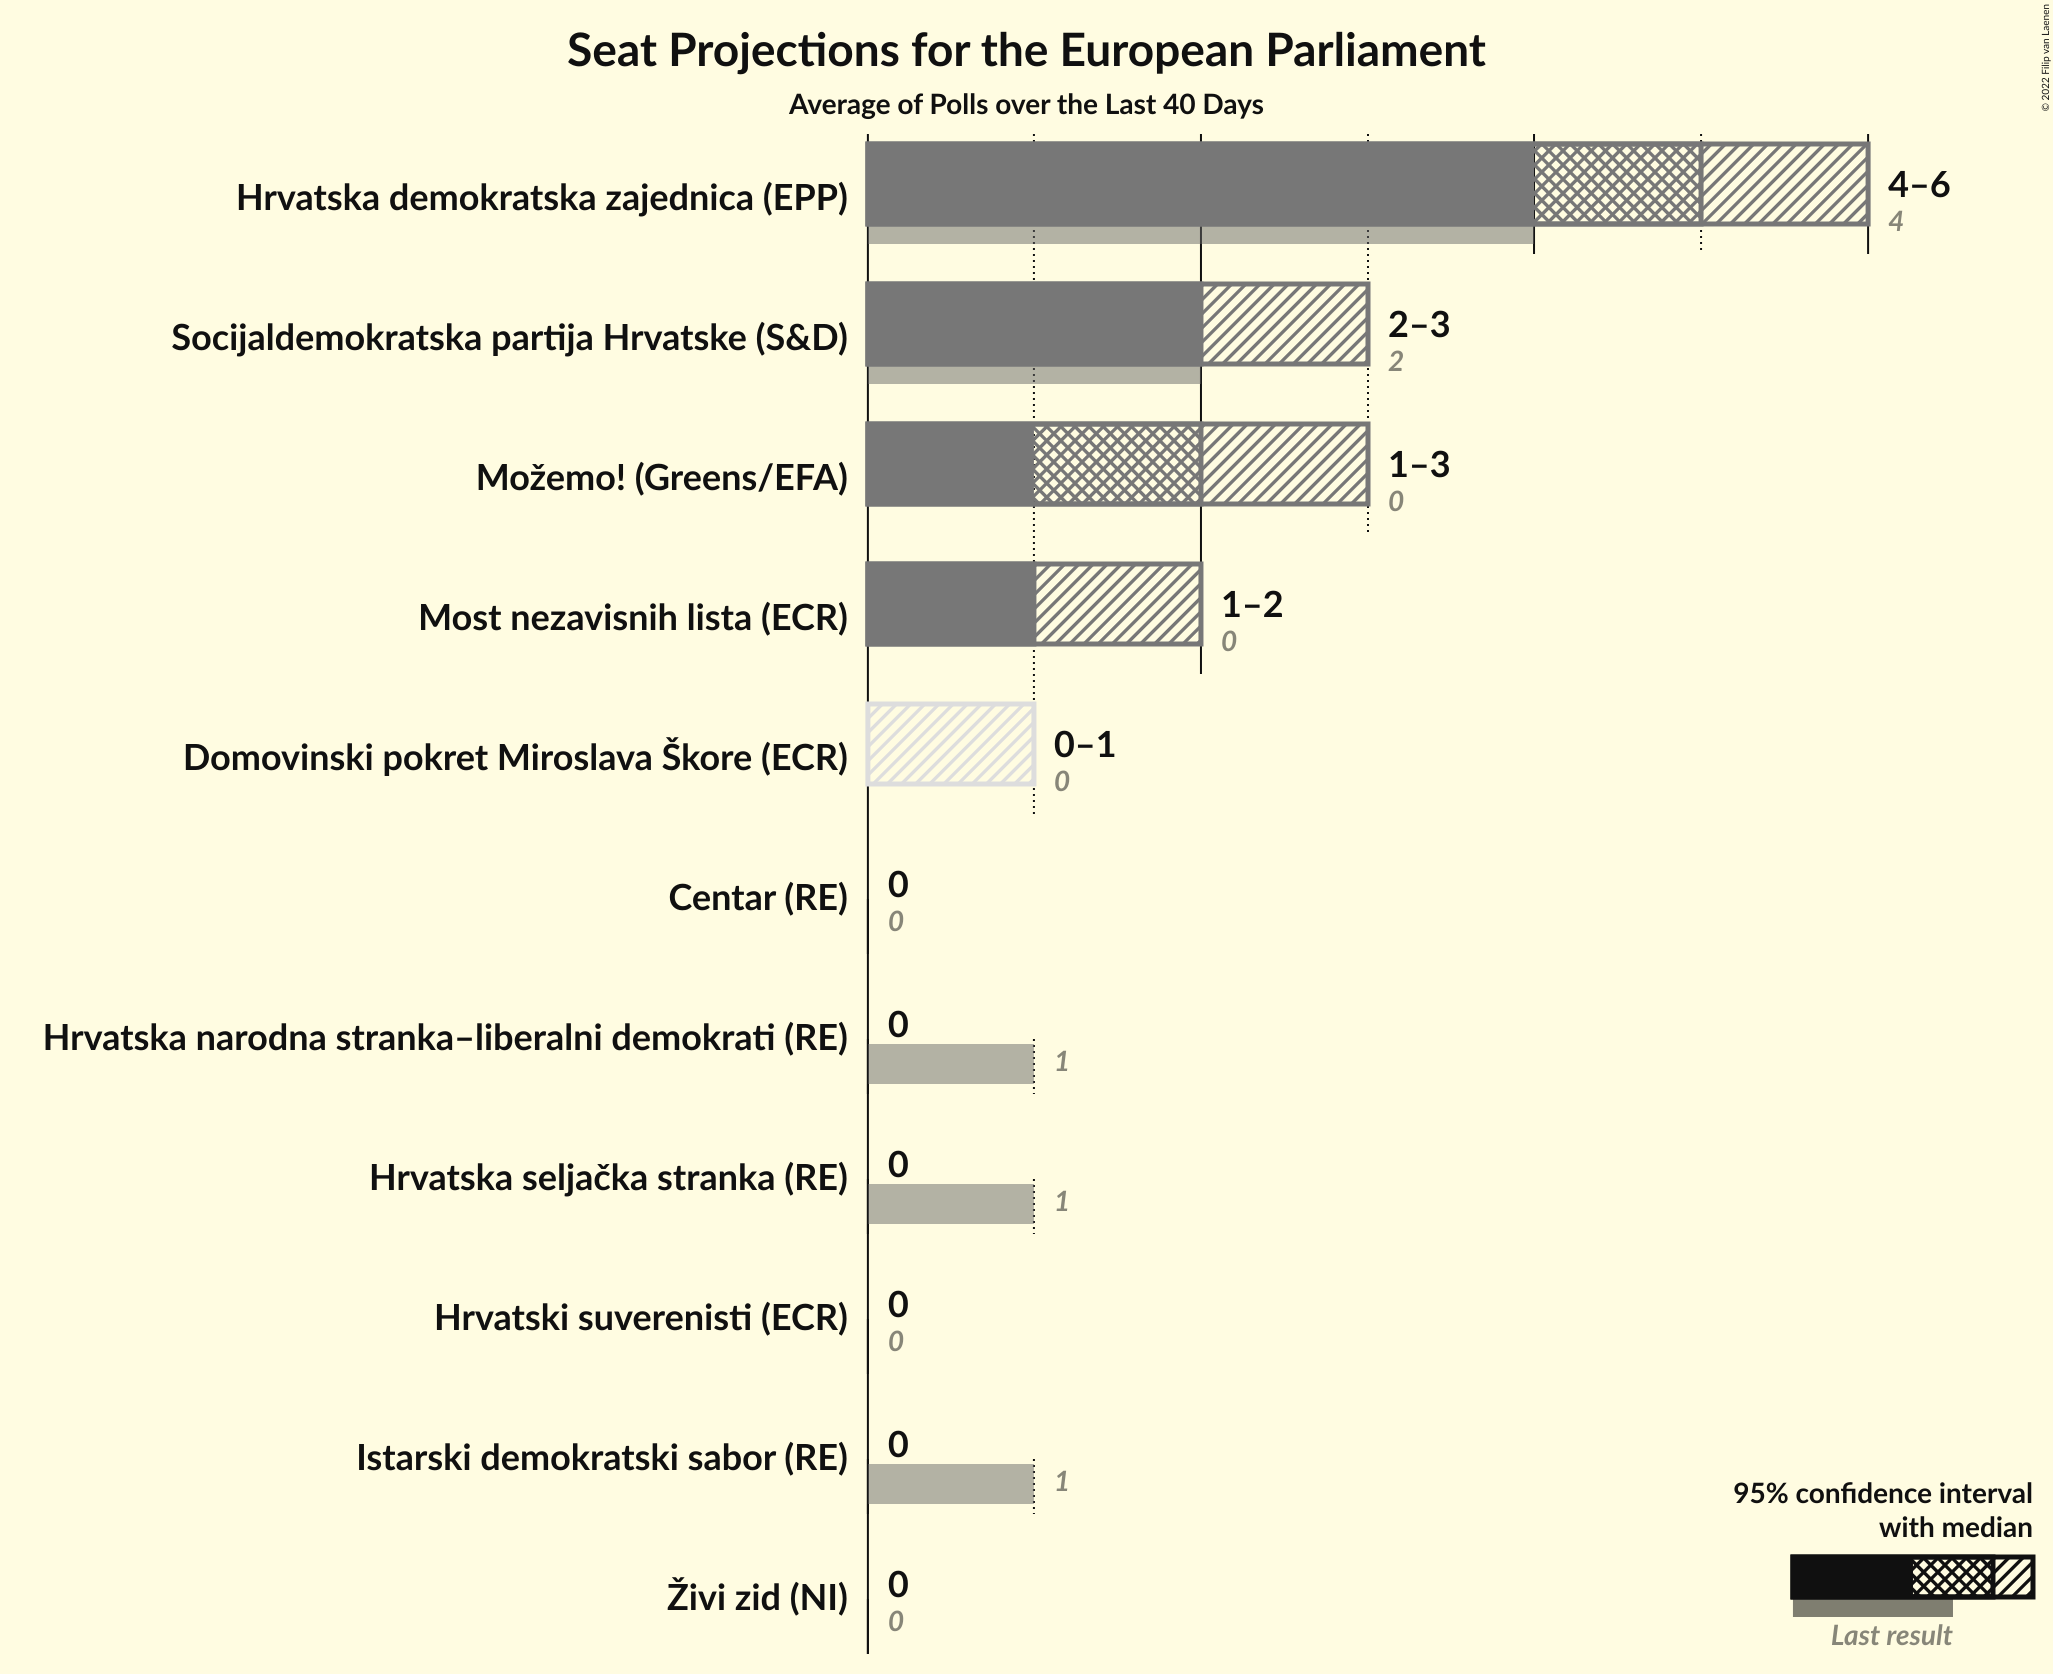 Seat Projections for the European Parliament
Average of Polls over the Last 40 Days
© 2022 Filip van Laenen
Hrvatska demokratska zajednica (EPP)
4–6
4
Socijaldemokratska partija Hrvatske (S&D)
2–3
2
Možemo! (Greens/EFA)
1–3
0
Most nezavisnih lista (ECR)
1–2
0
Domovinski pokret Miroslava Škore (ECR)
0–1
0
Centar (RE)
0
0
Hrvatska narodna stranka–liberalni demokrati (RE)
0
1
Hrvatska seljačka stranka (RE)
0
1
Hrvatski suverenisti (ECR)
0
0
Istarski demokratski sabor (RE)
0
1
Živi zid (NI)
0
0
95% confidence interval
with median
Last result